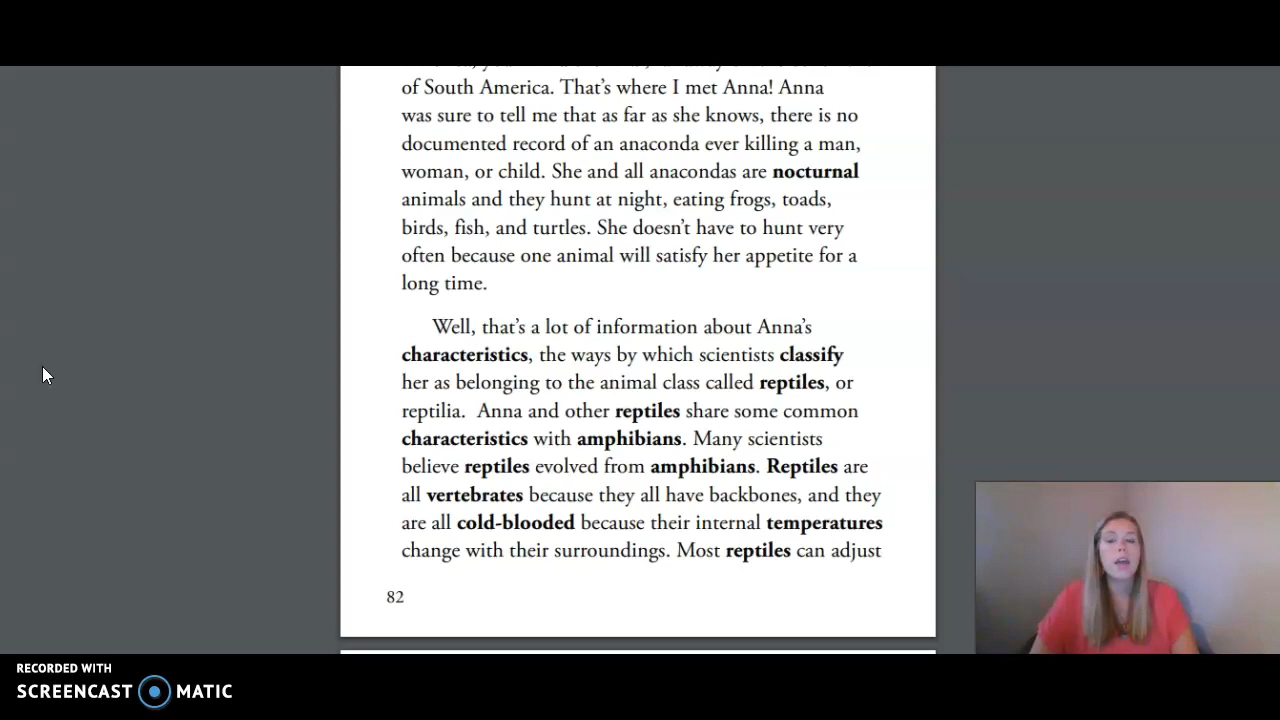 of South America. That's where I met Anna! Anna
was sure to tell me that as far as she knows, there is no
documented record of an anaconda ever killing a man,
woman, or child. She and all anacondas are nocturnal
animals and they hunt at night, eating frogs, toads,
birds, fish, and turtles. She doesn't have to hunt very
often because one animal will satisfy her appetite for a
long time.
Well, that's a lot of information about Anna's
characteristics, the ways by which scientists classify
her as belonging to the animal class called reptiles, or
reptilia. Anna and other reptiles share some common
characteristics with amphibians. Many scientists
believe reptiles evolved from amphibians. Reptiles are
all vertebrates because they all have backbones, and they
are all cold-blooded because their internal temperatures
change with their surroundings. Most reptiles can adjust
82
RECORDED WITH
SCREENCAST MATIC